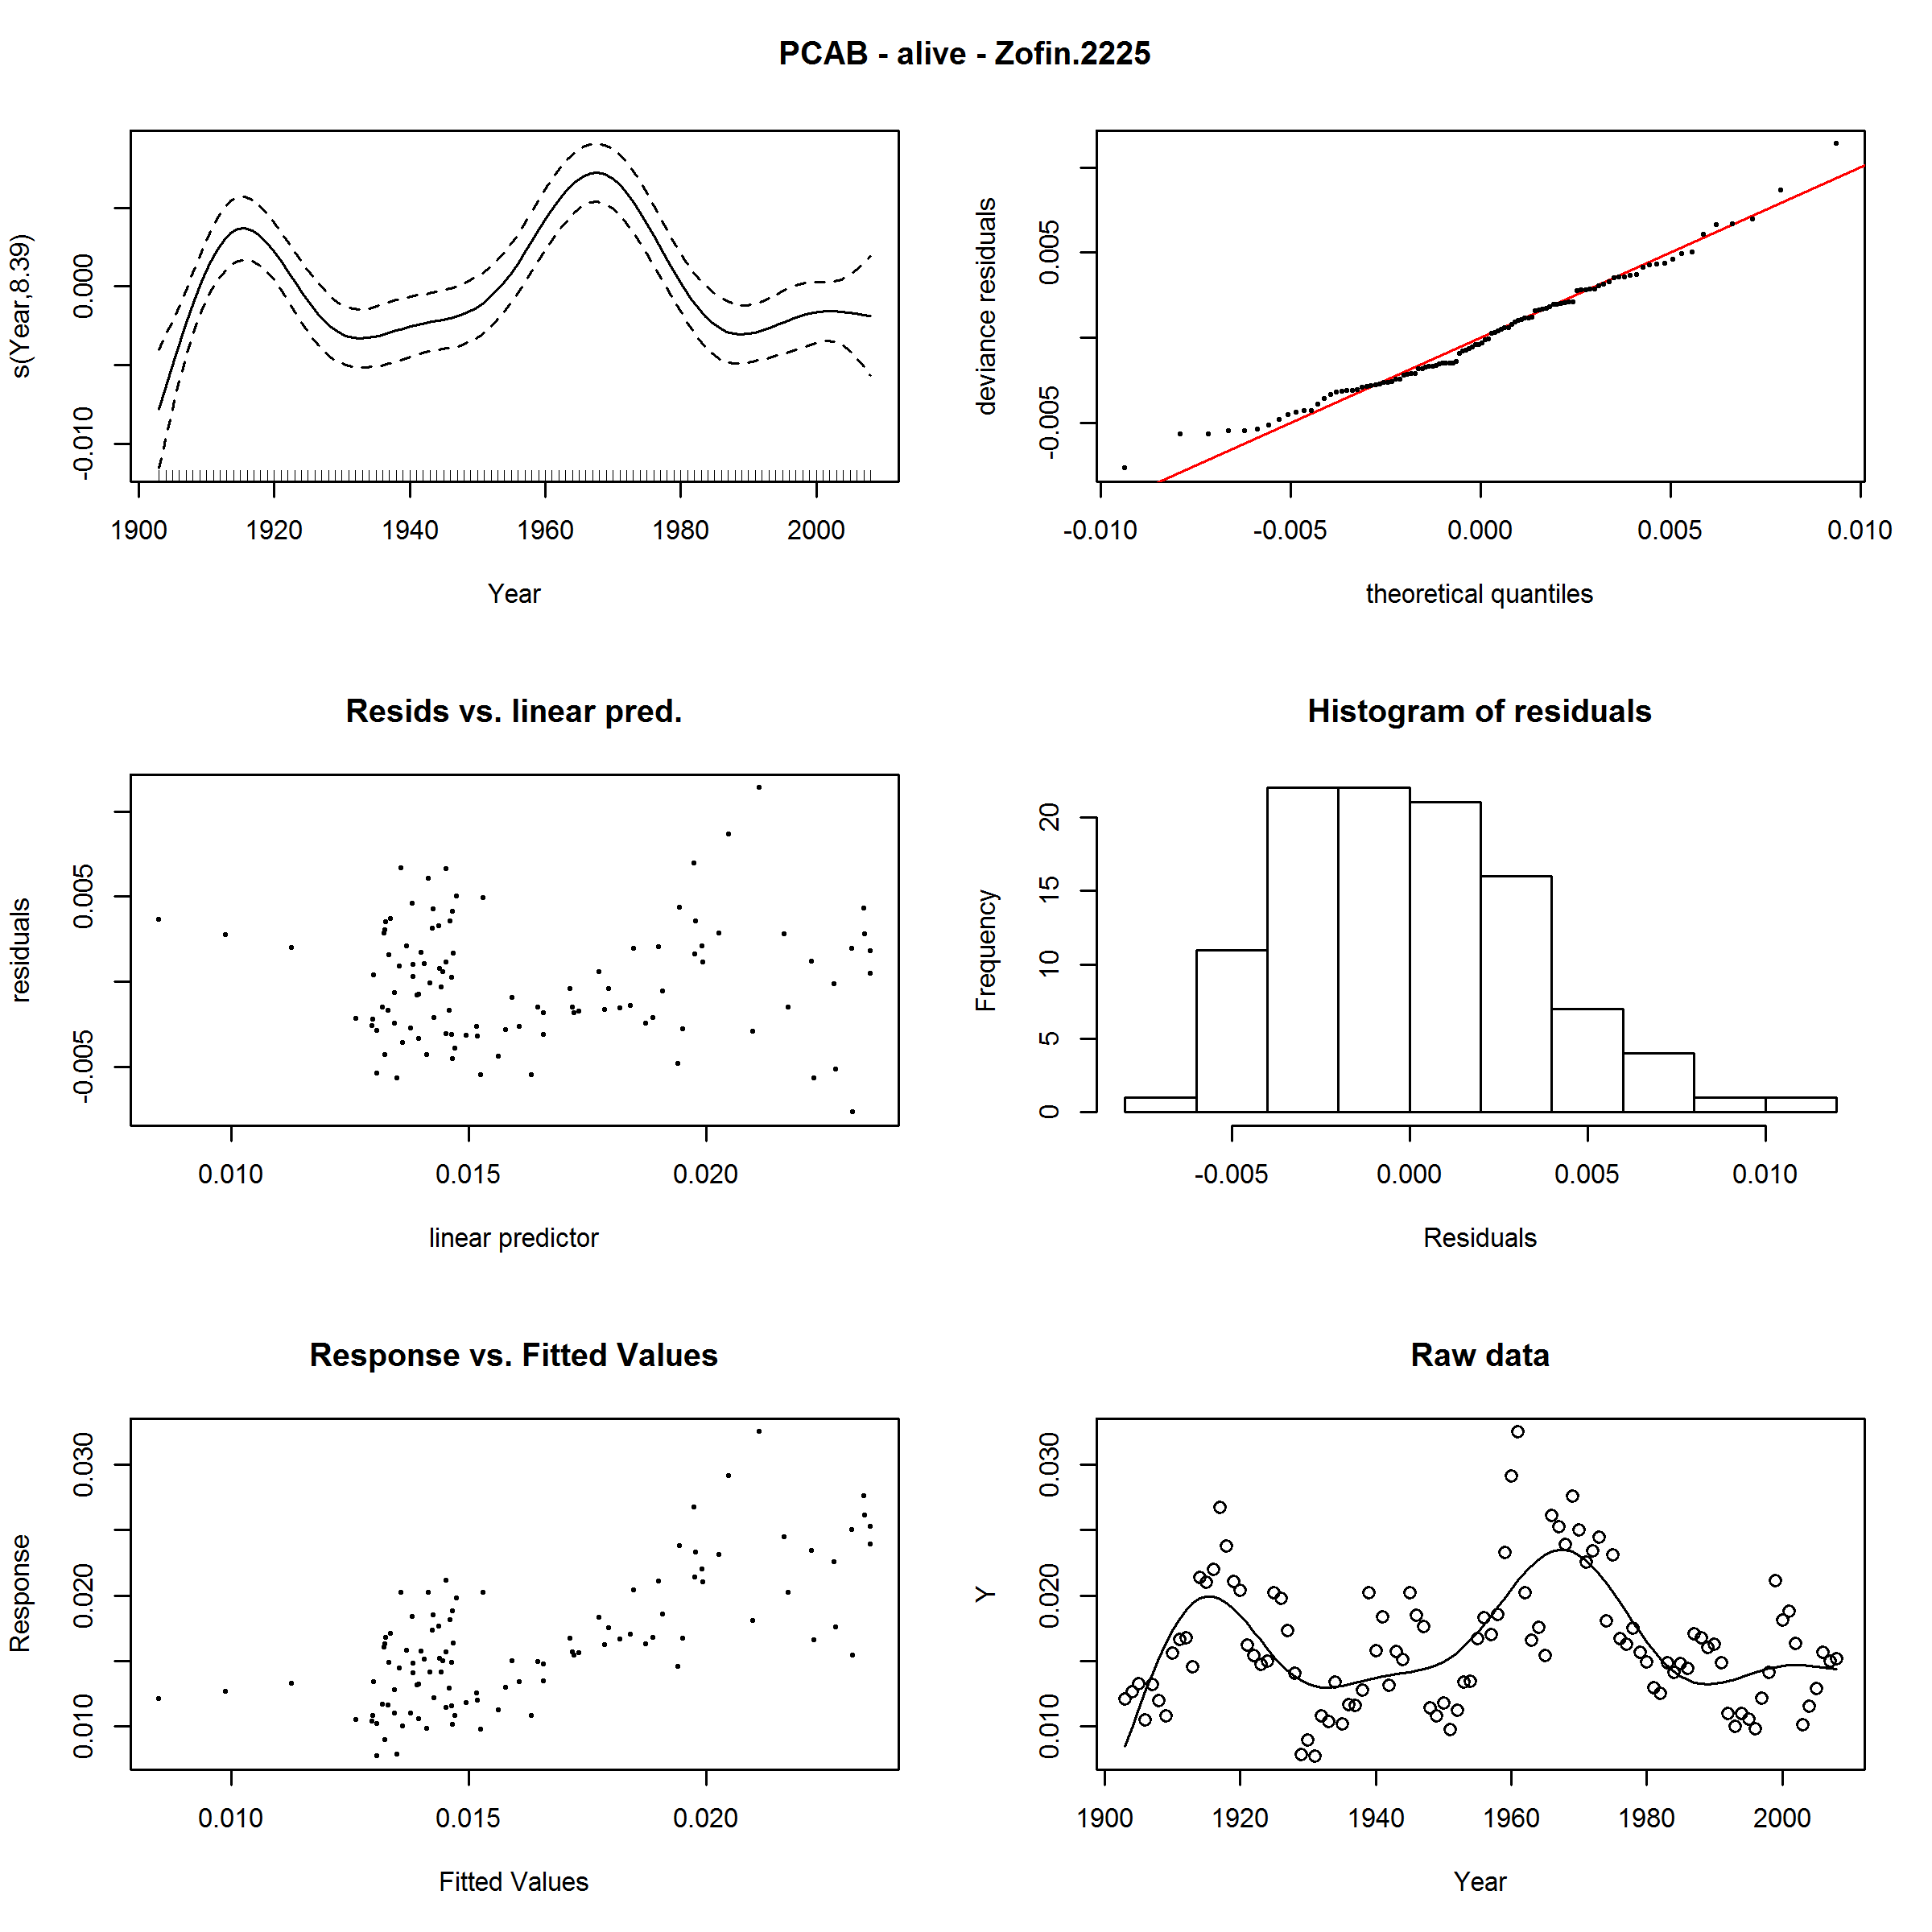 PCAB - alive - Zofin.2225
s(Year,8.39)
0.000
-0.010
1900 1920 1940 1960 1980 2000
Year
deviance residuals
0.005
-0.005
-0.010 -0.005 0.000 0.005 0.010
theoretical quantiles
Resids vs. linear pred.
residuals
0.005
-0.005
0.010 0.015 0.020
linear predictor
Histogram of residuals
Frequency
20
15
10
5
0
-0.005 0.000 0.005 0.010
Residuals
Response vs. Fitted Values
Response
0.030
0.020
0.010
0.010 0.015 0.020
Fitted Values
Raw data
Y
0.030
0.020
0.010
1900 1920 1940 1960 1980 2000
Year